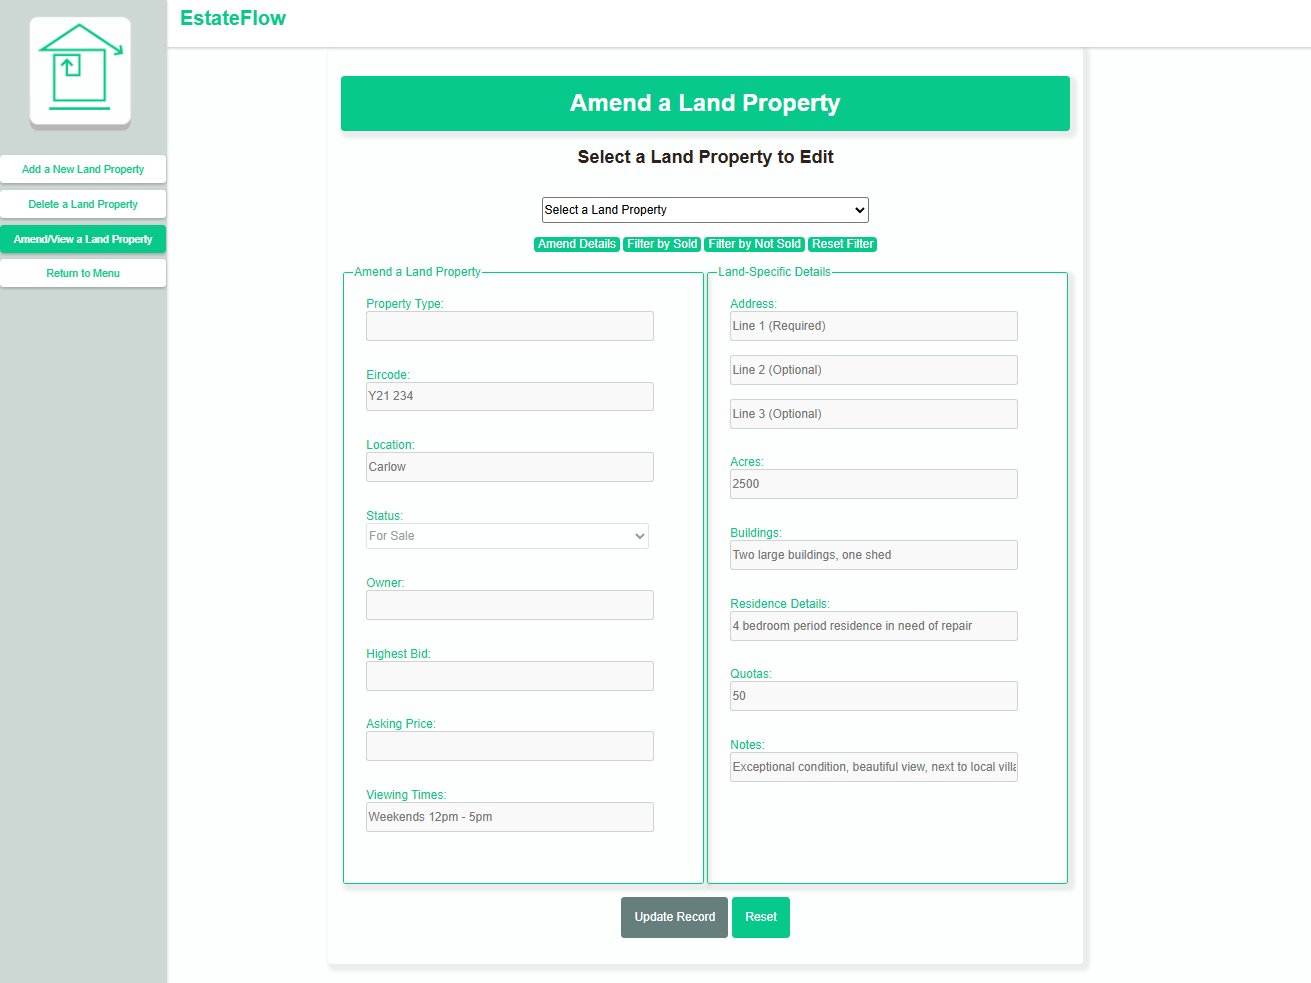 EstateFlow
Add a New Land Property
Delete a Land Property
Amend/View a Land Property
Return to Menu
Amend a Land Property
Select a Land Property to Edit
Select a Land Property
Amend Details Filter by Sold Filter by Not Sold Reset Filter
Amend a Land Property
Property Type:
Eircode:
Y21 234
Location:
Carlow
Status:
For Sale
Owner:
Highest Bid:
Asking Price:
Viewing Times:
Weekends 12pm - 5pm
Land-Specific Details
Address:
Line 1 (Required)
Line 2 (Optional)
Line 3 (Optional)
Acres:
2500
Buildings:
Two large buildings, one shed
Residence Details:
4 bedroom period residence in need of repair
Quotas:
50
Notes:
Exceptional condition, beautiful view, next to local villa
Update Record Reset